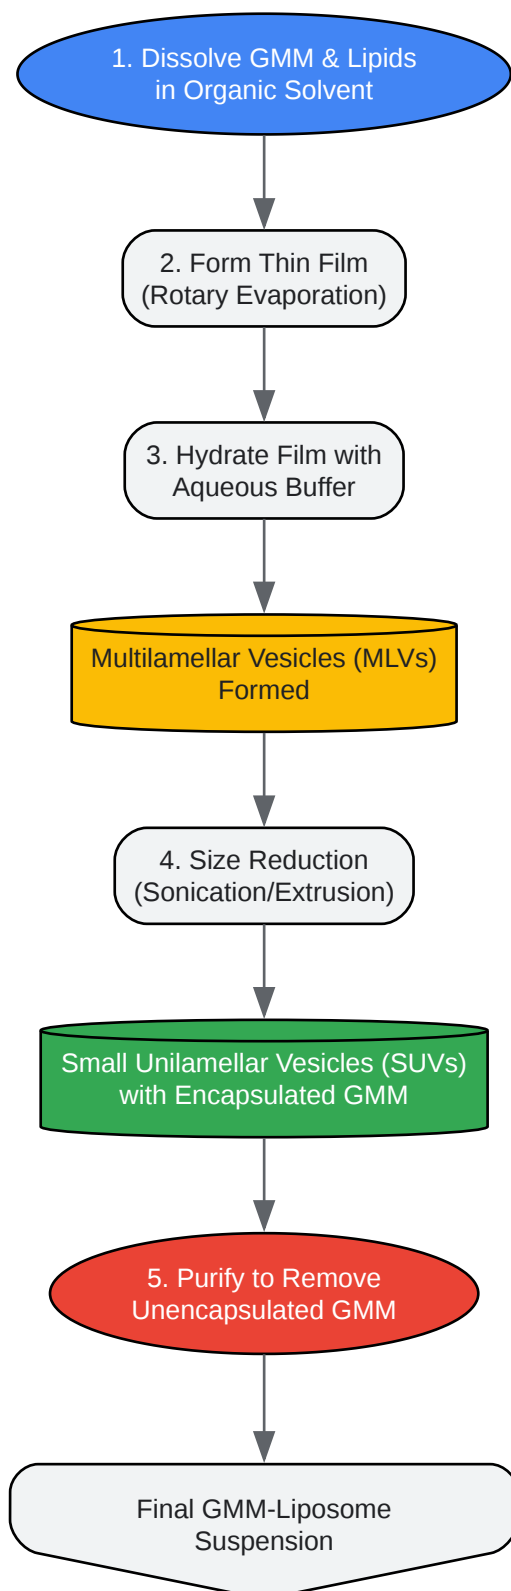 1. Dissolve GMM & Lipids
in Organic Solvent
2. Form Thin Film
(Rotary Evaporation)
3. Hydrate Film with
Aqueous Buffer
Multilamellar Vesicles (MLVs)
Formed
4. Size Reduction
(Sonication/Extrusion)
Small Unilamellar Vesicles (SUVs)
with Encapsulated GMM
5. Purify to Remove
Unencapsulated GMM
Final GMM-Liposome
Suspension